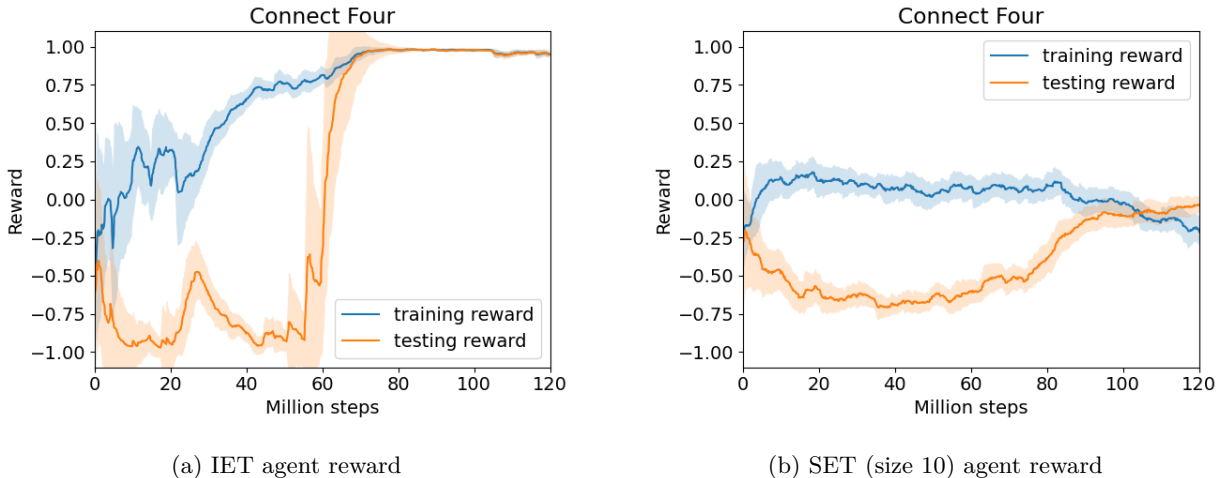 Connect Four
1.00
0.75
0.50
0.25
0.00
−0.25
−0.50
−0.75
−1.00
Reward
training reward
testing reward
0 20 40 60 80 100 120
Million steps
(a) IET agent reward
Connect Four
1.00
0.75
0.50
0.25
0.00
−0.25
−0.50
−0.75
−1.00
Reward
training reward
testing reward
0 20 40 60 80 100 120
Million steps
(b) SET (size 10) agent reward